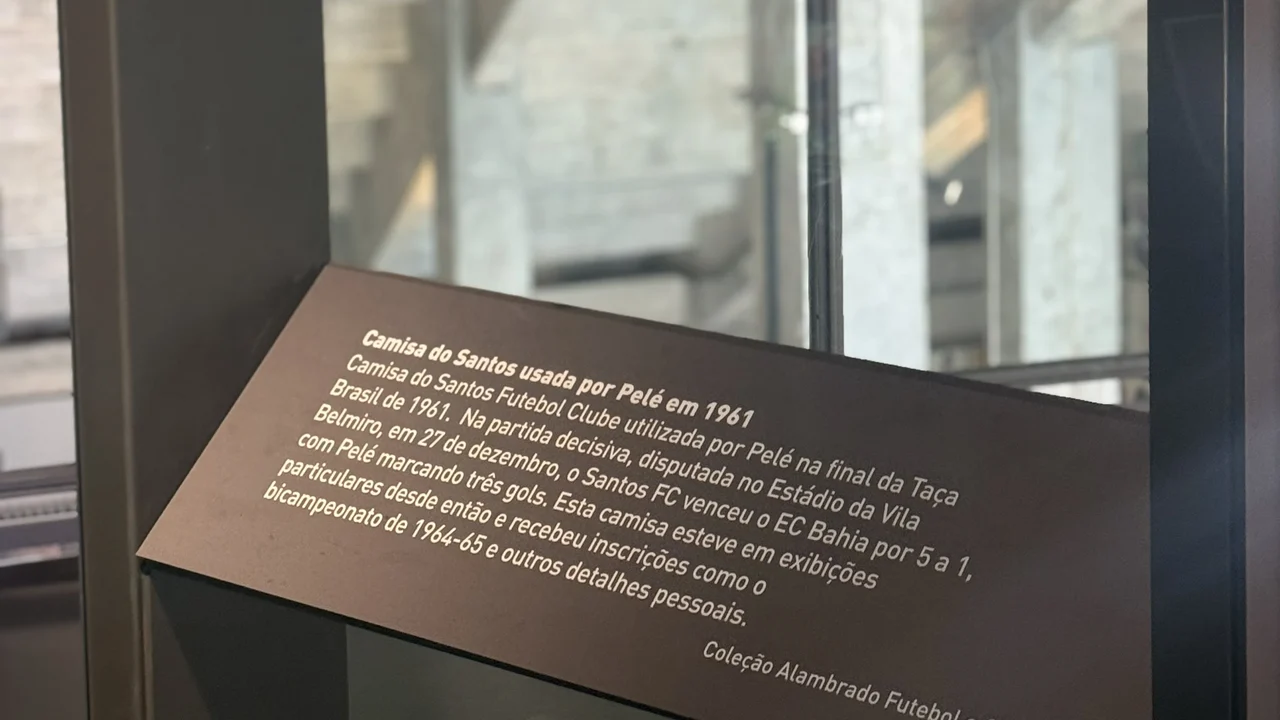 Camisa do Santos usada por Pelé em 1961
Camisa do Santos Futebol Clube utilizada por Pelé na final da Taça
Brasil de 1961. Na partida decisiva, disputada no Estádio da Vila
Belmiro, em 27 de dezembro, o Santos FC venceu o EC Bahia por 5 a 1,
com Pelé marcando três gols. Esta camisa esteve em exibições
particulares desde então e recebeu inscrições como o
bicampeonato de 1964-65 e outros detalhes pessoais.
Coleção Alambrado Futebol